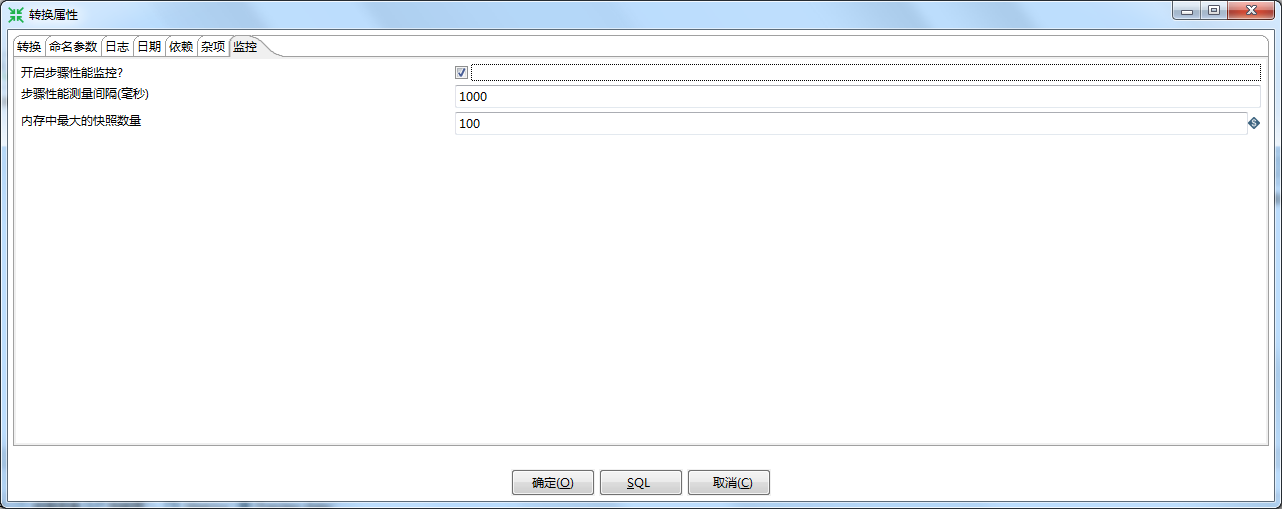 转换属性
转换 命名参数 日志 日期 依赖 杂项 监控
开启步骤性能监控?
步骤性能测量间隔(毫秒) 1000
内存中最大的快照数量 100
确定(O) SQL 取消(C)